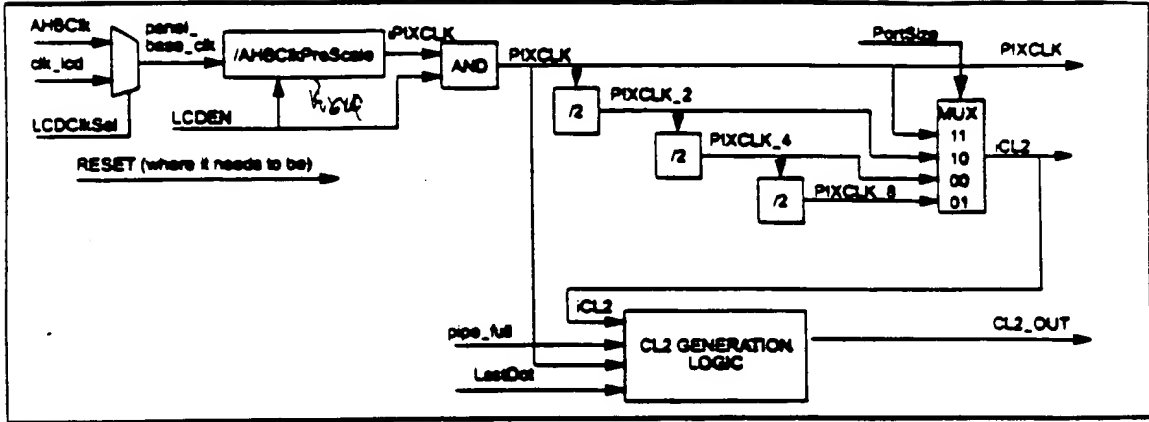 AHBClk
clk_lcd
LCDClkSel
panel_
base_clk
/AHBClkPreScale
LCDEN
RESET (where it needs to be)
iPIXCLK
AND
PIXCLK
PortSize
PIXCLK
/2
PIXCLK_2
/2
PIXCLK_4
/2
PIXCLK_8
MUX
11
10
00
01
iCL2
iCL2
pipe_full
LastDot
CL2 GENERATION
LOGIC
CL2_OUT